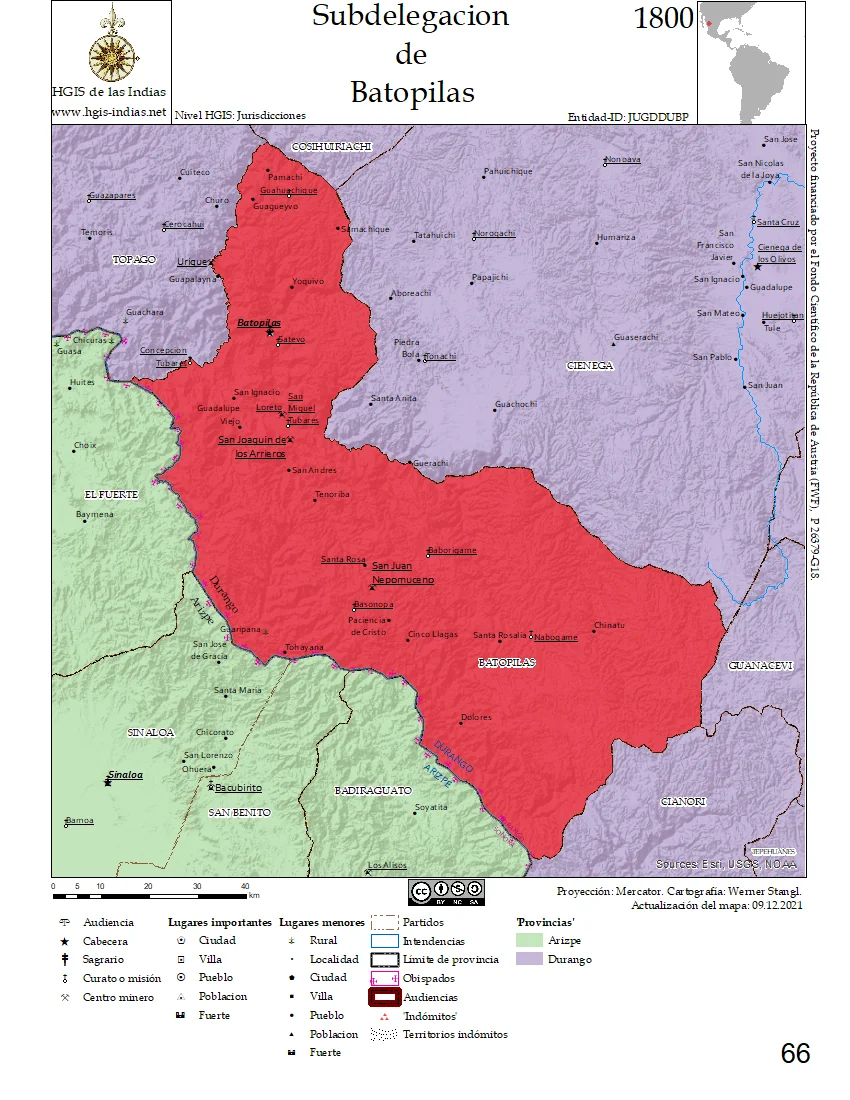 Subdelegacion
de
Batopilas
1800
HGIS de las Indias
www.hgis-indias.net
Nivel HGIS: Jurisdicciones
Entidad-ID: JUGDDUBP
COSIHUIRIACHI
San Jose
Nonoava
San Nicolas
de la Joya
Cuiteco
Pamachi
Pahuichique
Guazapares
Guahuachique
Churo
Guagueyvo
Cerocahui
Samachique
Santa Cruz
Temoris
Tatahuichi
Norogachi
Humariza
San
Francisco
Javier
Cienega de
los Olivos
TOPAGO
Uriques
Guapalayna
Yoquivo
Papajichi
San Ignacio
Guadalupe
Aboreachi
Guachara
Batopilas
San Mateo
Huejotitan
Tule
Chicuras
Guasa
Satevo
Piedra
Bola
Tonachi
Guaserachi
Concepcion
Tubares
CIENEGA
San Pablo
Huites
San Ignacio
San Juan
Guadalupe
Viejo
Loreto
San
Miguel
Tubares
Santa Anita
Guachochi
San Joaquin de
los Arrieros
Choix
San Andres
Guerachi
EL FUERTE
Tenoriba
Baymena
Santa Rosa
Baborigame
San Juan
Nepomuceno
Durango
Arizpe
Basonopa
Guaripana
Paciencia
de Cristo
Cinco Llagas
Santa Rosalia
Nabogame
Chinatu
San Jose
de Gracia
Tohayana
BATOPILAS
GUANACEVI
Santa Maria
Dolores
SINALOA
Chicorato
DURANGO
ARIZPE
San Lorenzo
Ohuera
Sinaloa
Bacubirito
BADIRAGUATO
CIANORI
SAN BENITO
Soyatita
Bamoa
TEPEHUANES
Los Alisos
Sources: Esri, USGS, NOAA
Proyecto financiado por el Fondo Científico de la República de Austria (FWF), P 26379-G18.
0 5 10 20 30 40
km
cc
BY NC SA
Proyección: Mercator. Cartografía: Werner Stangl.
Actualización del mapa: 09.12.2021
Audiencia
Cabecera
Sagrario
Curato o misión
Centro minero
Lugares importantes
Ciudad
Villa
Pueblo
Poblacion
Fuerte
Lugares menores
Rural
Localidad
Ciudad
Villa
Pueblo
Poblacion
Fuerte
Partidos
Intendencias
Límite de provincia
Obispados
Audiencias
'Indómitos'
Territorios indómitos
'Provincias'
Arizpe
Durango
66